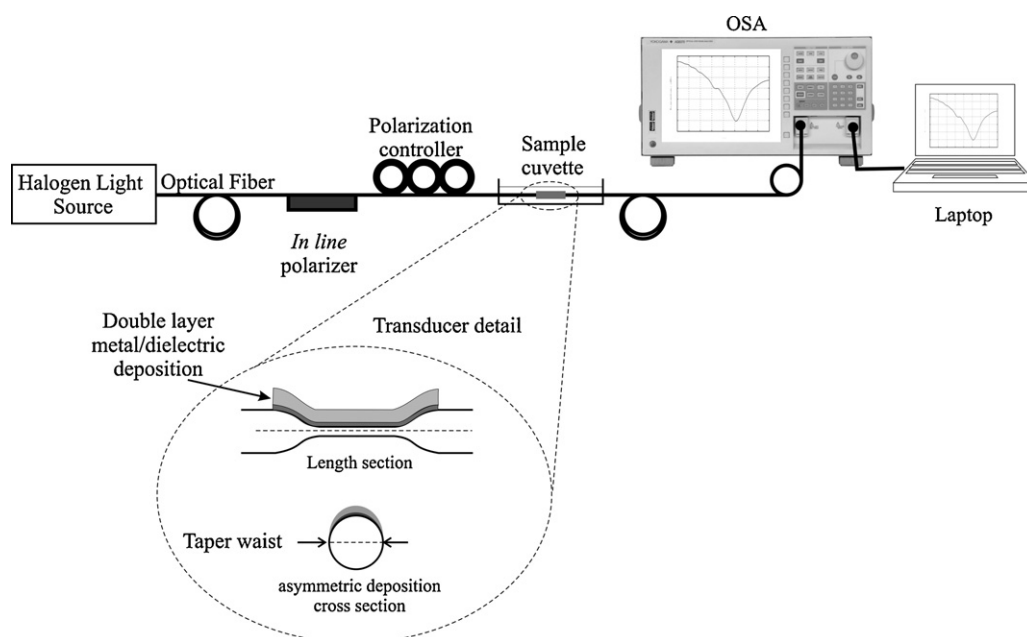 OSA
Polarization
controller
Sample
cuvette
Halogen Light
Source
Optical Fiber
In line
polarizer
Laptop
Double layer
metal/dielectric
deposition
Transducer detail
Length section
Taper waist
asymmetric deposition
cross section